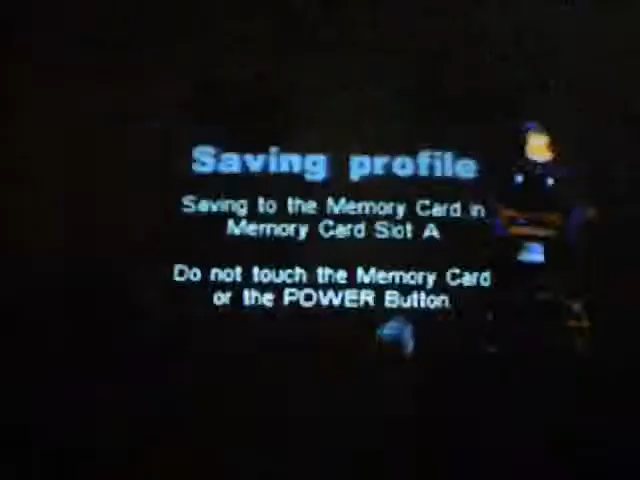 Saving profile
Saving to the Memory Card in
Memory Card Slot A
Do not touch the Memory Card
or the POWER Button